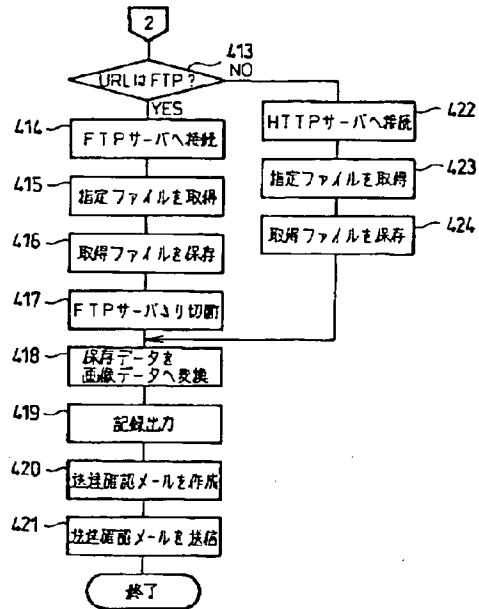 2
413
URLはFTP?
NO
YES
414
FTPサーバへ接続
415
指定ファイルを取得
416
取得ファイルを保存
417
FTPサーバより切断
422
HTTPサーバへ接続
423
指定ファイルを取得
424
取得ファイルを保存
418
保存データを
画像データへ変換
419
記録出力
420
送達確認メールを作成
421
送達確認メールを送信
終了